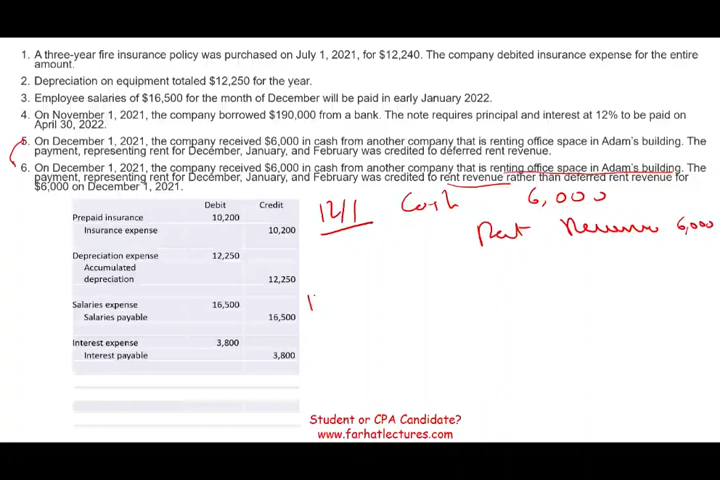 1. A three-year fire insurance policy was purchased on July 1, 2021, for $12,240. The company debited insurance expense for the entire
amount.
2. Depreciation on equipment totaled $12,250 for the year.
3. Employee salaries of $16,500 for the month of December will be paid in early January 2022.
4. On November 1, 2021, the company borrowed $190,000 from a bank. The note requires principal and interest at 12% to be paid on
April 30, 2022.
5. On December 1, 2021, the company received $6,000 in cash from another company that is renting office space in Adam's building. The
payment, representing rent for December, January, and February was credited to deferred rent revenue.
6. On December 1, 2021, the company received $6,000 in cash from another company that is renting office space in Adam's building. The
payment, representing rent for December, January, and February was credited to rent revenue rather than deferred rent revenue for
$6,000 on December 1, 2021.
12/1 Cash 6,000
Rent Revenue 6,000
Debit Credit
Prepaid insurance 10,200
Insurance expense 10,200
Depreciation expense 12,250
Accumulated
depreciation 12,250
Salaries expense 16,500
Salaries payable 16,500
Interest expense 3,800
Interest payable 3,800
Student or CPA Candidate?
www.farhatlectures.com